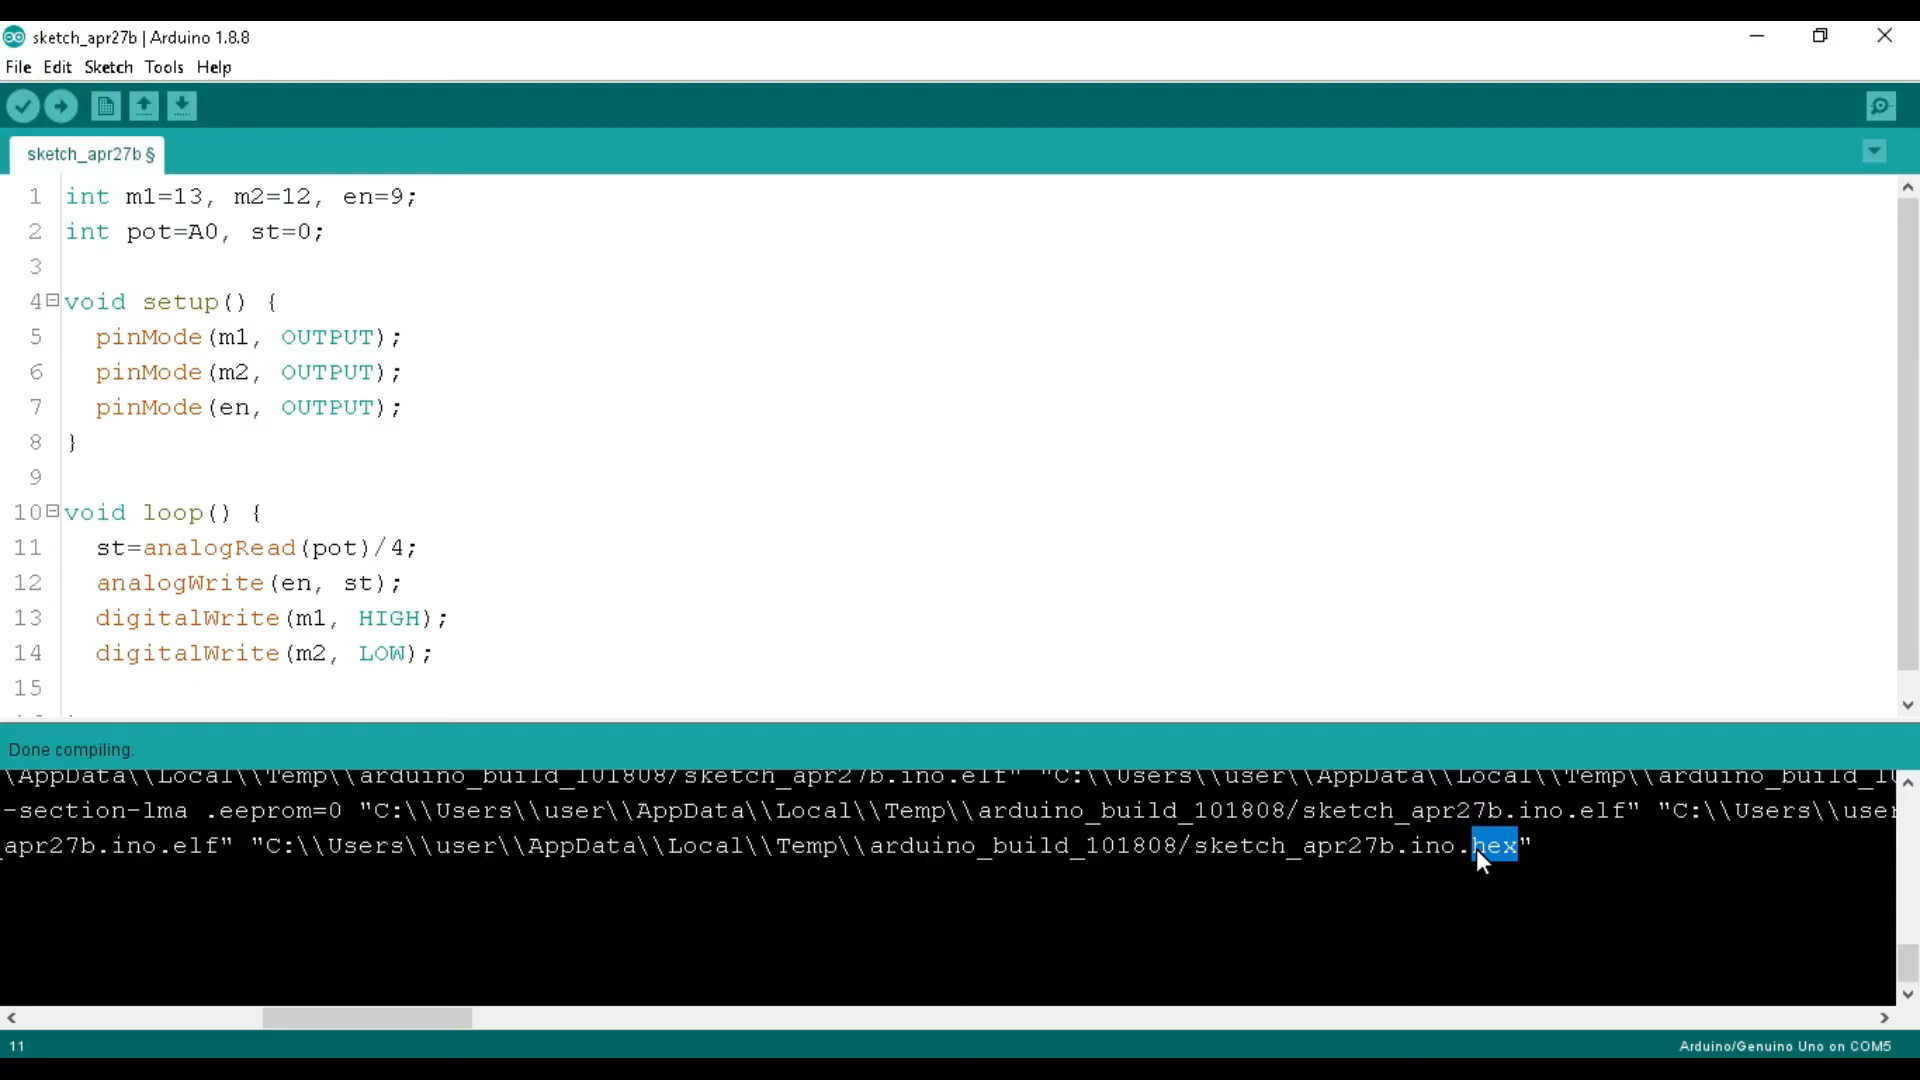 sketch_apr27b | Arduino 1.8.8
File Edit Sketch Tools Help
sketch_apr27b §
1 int m1=13, m2=12, en=9;
2 int pot=A0, st=0;
3
4 void setup() {
5 pinMode(m1, OUTPUT);
6 pinMode(m2, OUTPUT);
7 pinMode(en, OUTPUT);
8 }
9
10 void loop() {
11 st=analogRead(pot)/4;
12 analogWrite(en, st);
13 digitalWrite(m1, HIGH);
14 digitalWrite(m2, LOW);
15
Done compiling.
\AppData\\Local\\Temp\\arduino_build_101808/sketch_apr27b.ino.elf" "C:\\Users\\user\\AppData\\Local\\Temp\\arduino_build_1
-section-lma .eeprom=0 "C:\\Users\\user\\AppData\\Local\\Temp\\arduino_build_101808/sketch_apr27b.ino.elf" "C:\\Users\\user
_apr27b.ino.elf" "C:\\Users\\user\\AppData\\Local\\Temp\\arduino_build_101808/sketch_apr27b.ino.hex"
11 Arduino/Genuino Uno on COM5